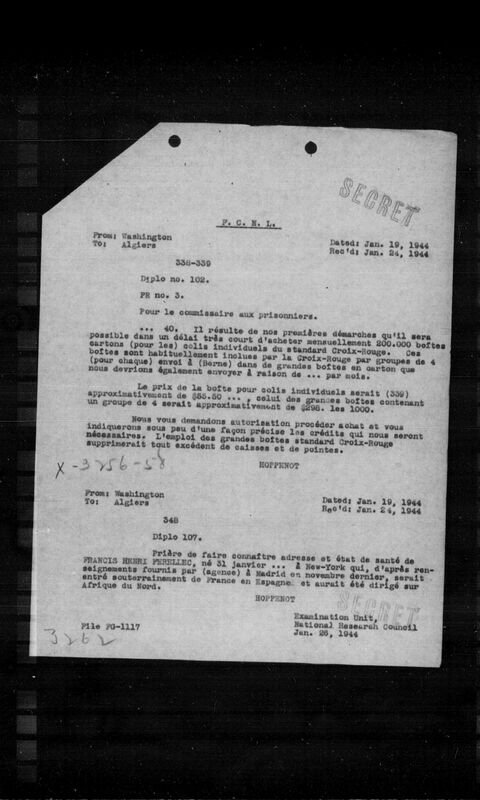 SECRET
F. C. N. L.
From: Washington
To: Algiers
Dated: Jan. 19, 1944
Rec'd: Jan. 24, 1944
338-339
Diplo no. 102.
PR no. 3.
Pour le commissaire aux prisonniers.
... 40. Il résulte de nos premières démarches qu'il sera
possible dans un délai très court d'acheter mensuellement 200.000 boîtes
cartons (pour les) colis individuels du standard Croix-Rouge. Ces
boîtes sont habituellement inclues par la Croix-Rouge par groupes de 4
(pour chaque) envoi à (Berne) dans de grandes boîtes en carton que
nous devrions également envoyer à raison de ... par mois.
Le prix de la boîte pour colis individuels serait (339)
approximativement de $55.50 ..., celui des grandes boîtes contenant
un groupe de 4 serait approximativement de $298. les 1000.
Nous vous demandons autorisation procéder achat et vous
indiquerons sous peu d'une façon précise les crédits qui nous seront
nécessaires. L'emploi des grandes boîtes standard Croix-Rouge
supprimerait tout excédent de caisses et de pointes.
HOPPENOT
X-3256-58
From: Washington
To: Algiers
Dated: Jan. 19, 1944
Rec'd: Jan. 24, 1944
348
Diplo 107.
Prière de faire connaître adresse et état de santé de
FRANCIS HENRI FERELLEC, né 31 janvier ... à New-York qui, d'après ren-
seignements fournis par (agence) à Madrid en novembre dernier, serait
entré souterrainement de France en Espagne et aurait été dirigé sur
Afrique du Nord.
HOPPENOT
SECRET
File FG-1117
3262
Examination Unit,
National Research Council
Jan. 26, 1944